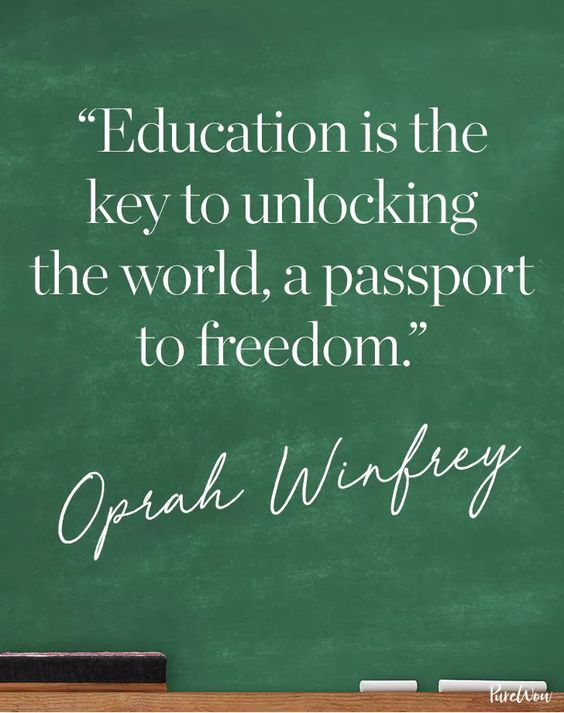 “Education is the
key to unlocking
the world, a passport
to freedom.”
Oprah Winfrey
PureWow